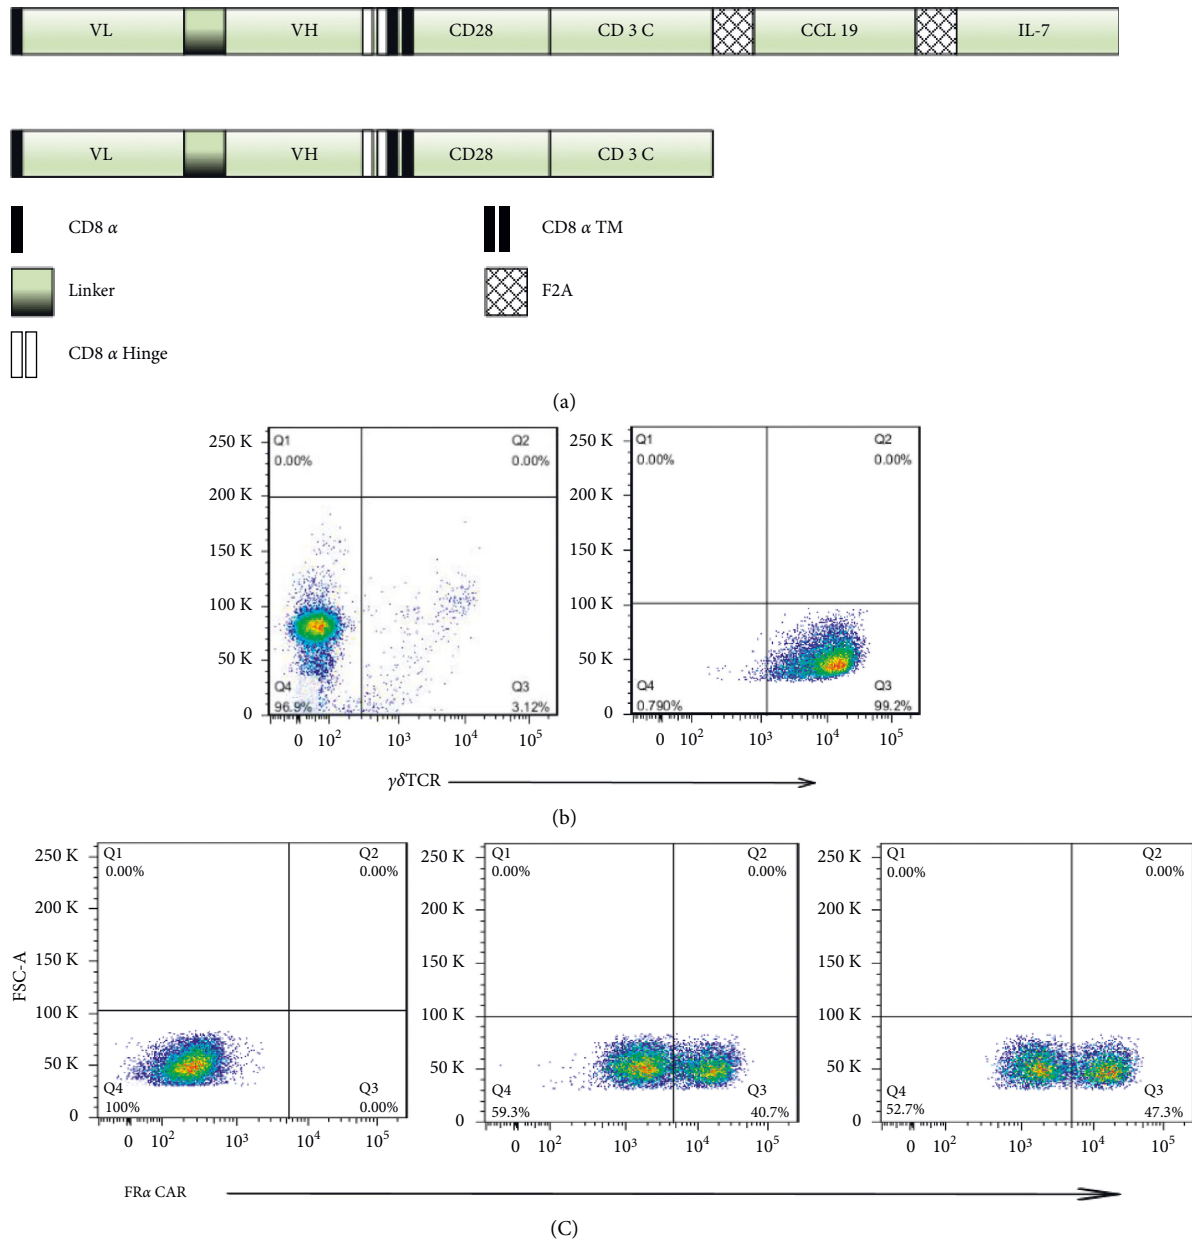 VL VH CD28 CD 3 C CCL 19 IL-7
VL VH CD28 CD 3 C
CD8 α CD8 α TM
Linker F2A
CD8 α Hinge
(a)
250 K Q1 Q2 250 K Q1 Q2
0.00% 0.00% 0.00% 0.00%
200 K 200 K
150 K 150 K
100 K 100 K
50 K 50 K
Q4 Q3 Q4 Q3
96.9% 3.12% 0.790% 99.2%
0 0
0 10² 10³ 10⁴ 10⁵ 0 10² 10³ 10⁴ 10⁵
γδTCR
(b)
250 K Q1 Q2 250 K Q1 Q2 250 K Q1 Q2
0.00% 0.00% 0.00% 0.00% 0.00% 0.00%
200 K 200 K 200 K
150 K 150 K 150 K
FSC-A
100 K 100 K 100 K
50 K 50 K 50 K
Q4 Q3 Q4 Q3 Q4 Q3
100% 0.00% 59.3% 40.7% 52.7% 47.3%
0 0 0
0 10² 10³ 10⁴ 10⁵ 0 10² 10³ 10⁴ 10⁵ 0 10² 10³ 10⁴ 10⁵
FRα CAR
(C)